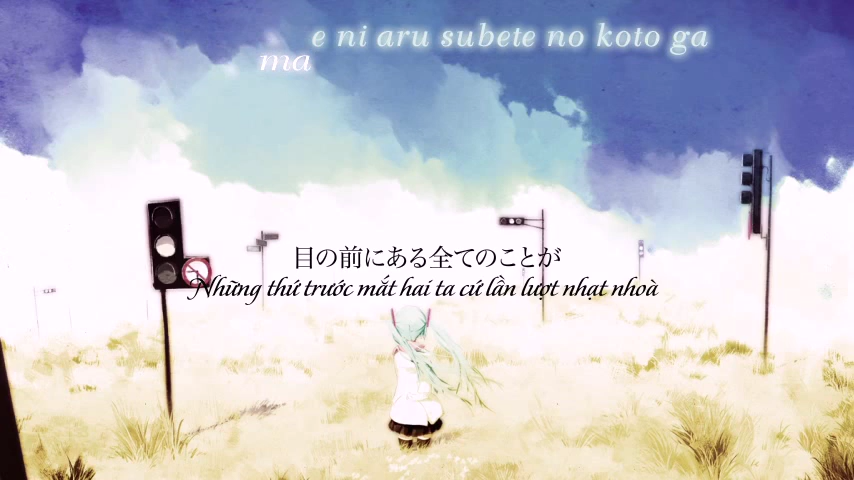 ma e ni aru subete no koto ga
目の前にある全てのことが
Những thứ trước mắt hai ta cứ lần lượt nhạt nhoà